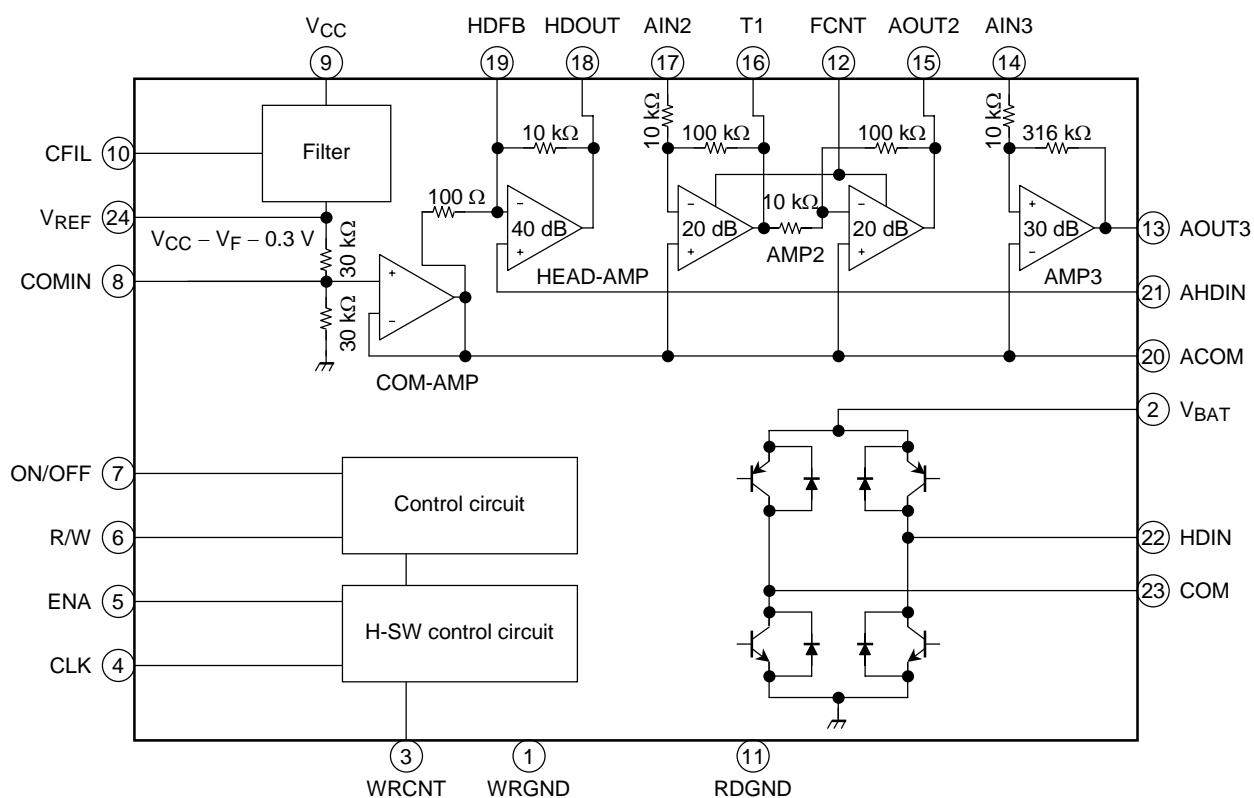 VCC
HDFB
HDOUT
AIN2
T1
FCNT
AOUT2
AIN3
9
19
18
17
16
12
15
14
CFIL
10
Filter
10 kΩ
10 kΩ
100 kΩ
100 kΩ
10 kΩ
316 kΩ
VREF
24
VCC − VF − 0.3 V
100 Ω
−
40 dB
+
HEAD-AMP
−
20 dB
+
10 kΩ
AMP2
−
20 dB
+
+
30 dB
−
AMP3
13
AOUT3
COMIN
8
30 kΩ
30 kΩ
+
−
COM-AMP
21
AHDIN
20
ACOM
2
VBAT
ON/OFF
7
Control circuit
R/W
6
22
HDIN
ENA
5
H-SW control circuit
23
COM
CLK
4
3
WRCNT
1
WRGND
11
RDGND